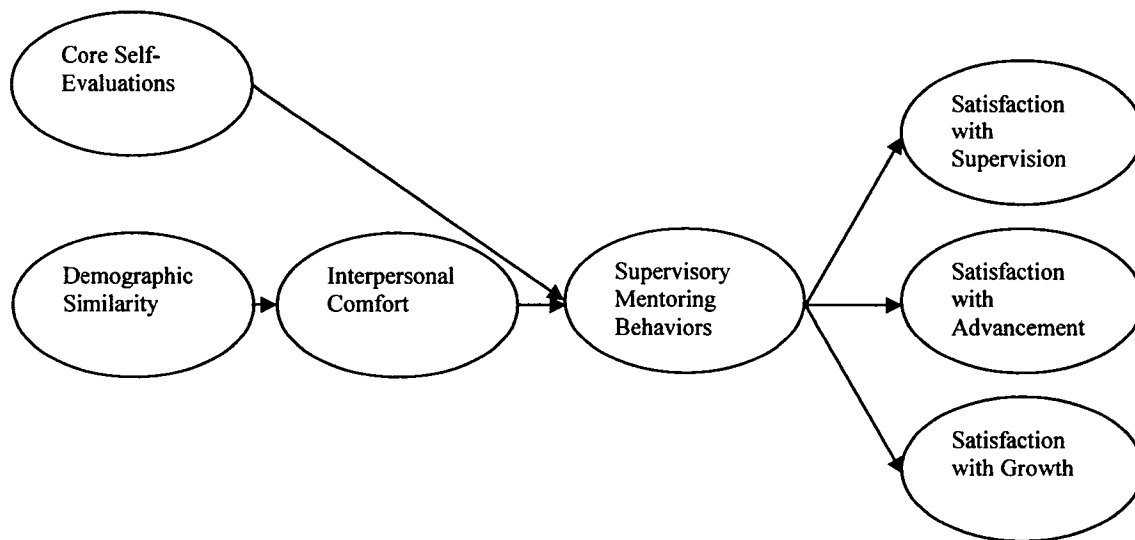 Core Self-
Evaluations
Demographic
Similarity
Interpersonal
Comfort
Supervisory
Mentoring
Behaviors
Satisfaction
with
Supervision
Satisfaction
with
Advancement
Satisfaction
with Growth